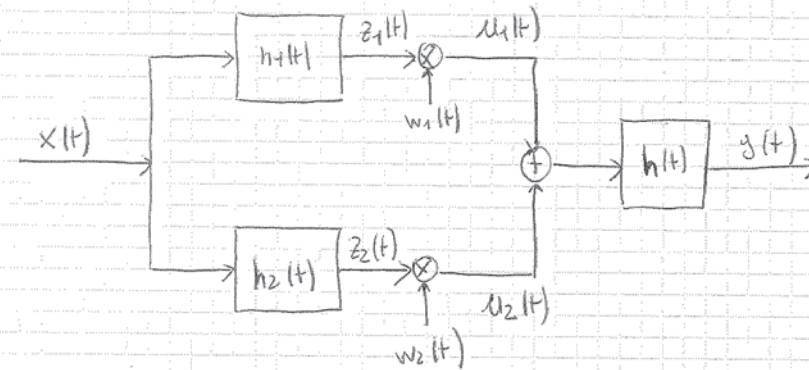 z1(t)
u1(t)
h1(t)
w1(t)
x(t)
+
h(t)
y(t)
z2(t)
h2(t)
u2(t)
w2(t)